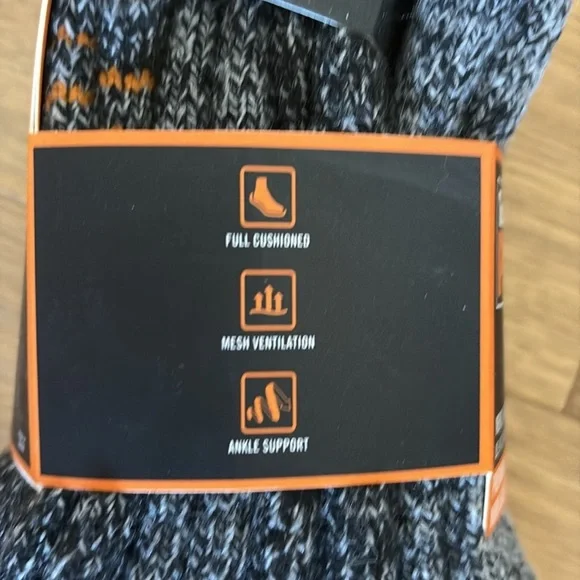 FULL CUSHIONED
MESH VENTILATION
ANKLE SUPPORT